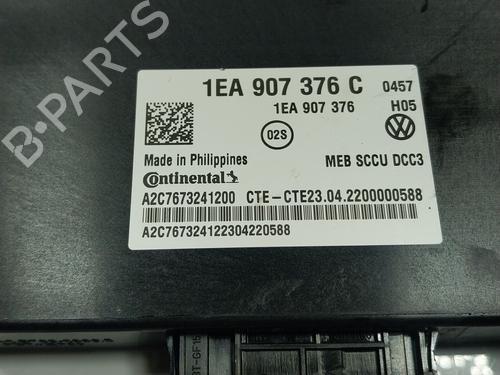 B-PARTS
1EA 907 376 C 0457
1EA 907 376 H05
02S
Made in Philippines MEB SCCU DCC3
Continental
A2C7673241200 CTE-CTE23.04.2200000588
A2C767324122304220588